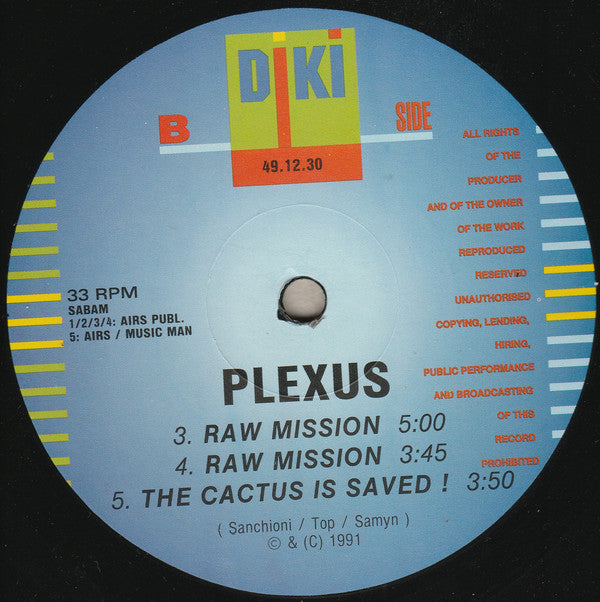 DiKi
B SIDE
49.12.30
ALL RIGHTS
OF THE
PRODUCER
AND OF THE OWNER
OF THE WORK
REPRODUCED
RESERVED
UNAUTHORISED
COPYING, LENDING,
HIRING,
PUBLIC PERFORMANCE
AND BROADCASTING
OF THIS
RECORD
PROHIBITED
33 RPM
SABAM
1/2/3/4: AIRS PUBL.
5: AIRS / MUSIC MAN
PLEXUS
3. RAW MISSION 5:00
4. RAW MISSION 3:45
5. THE CACTUS IS SAVED ! 3:50
( Sanchioni / Top / Samyn )
© & (C) 1991